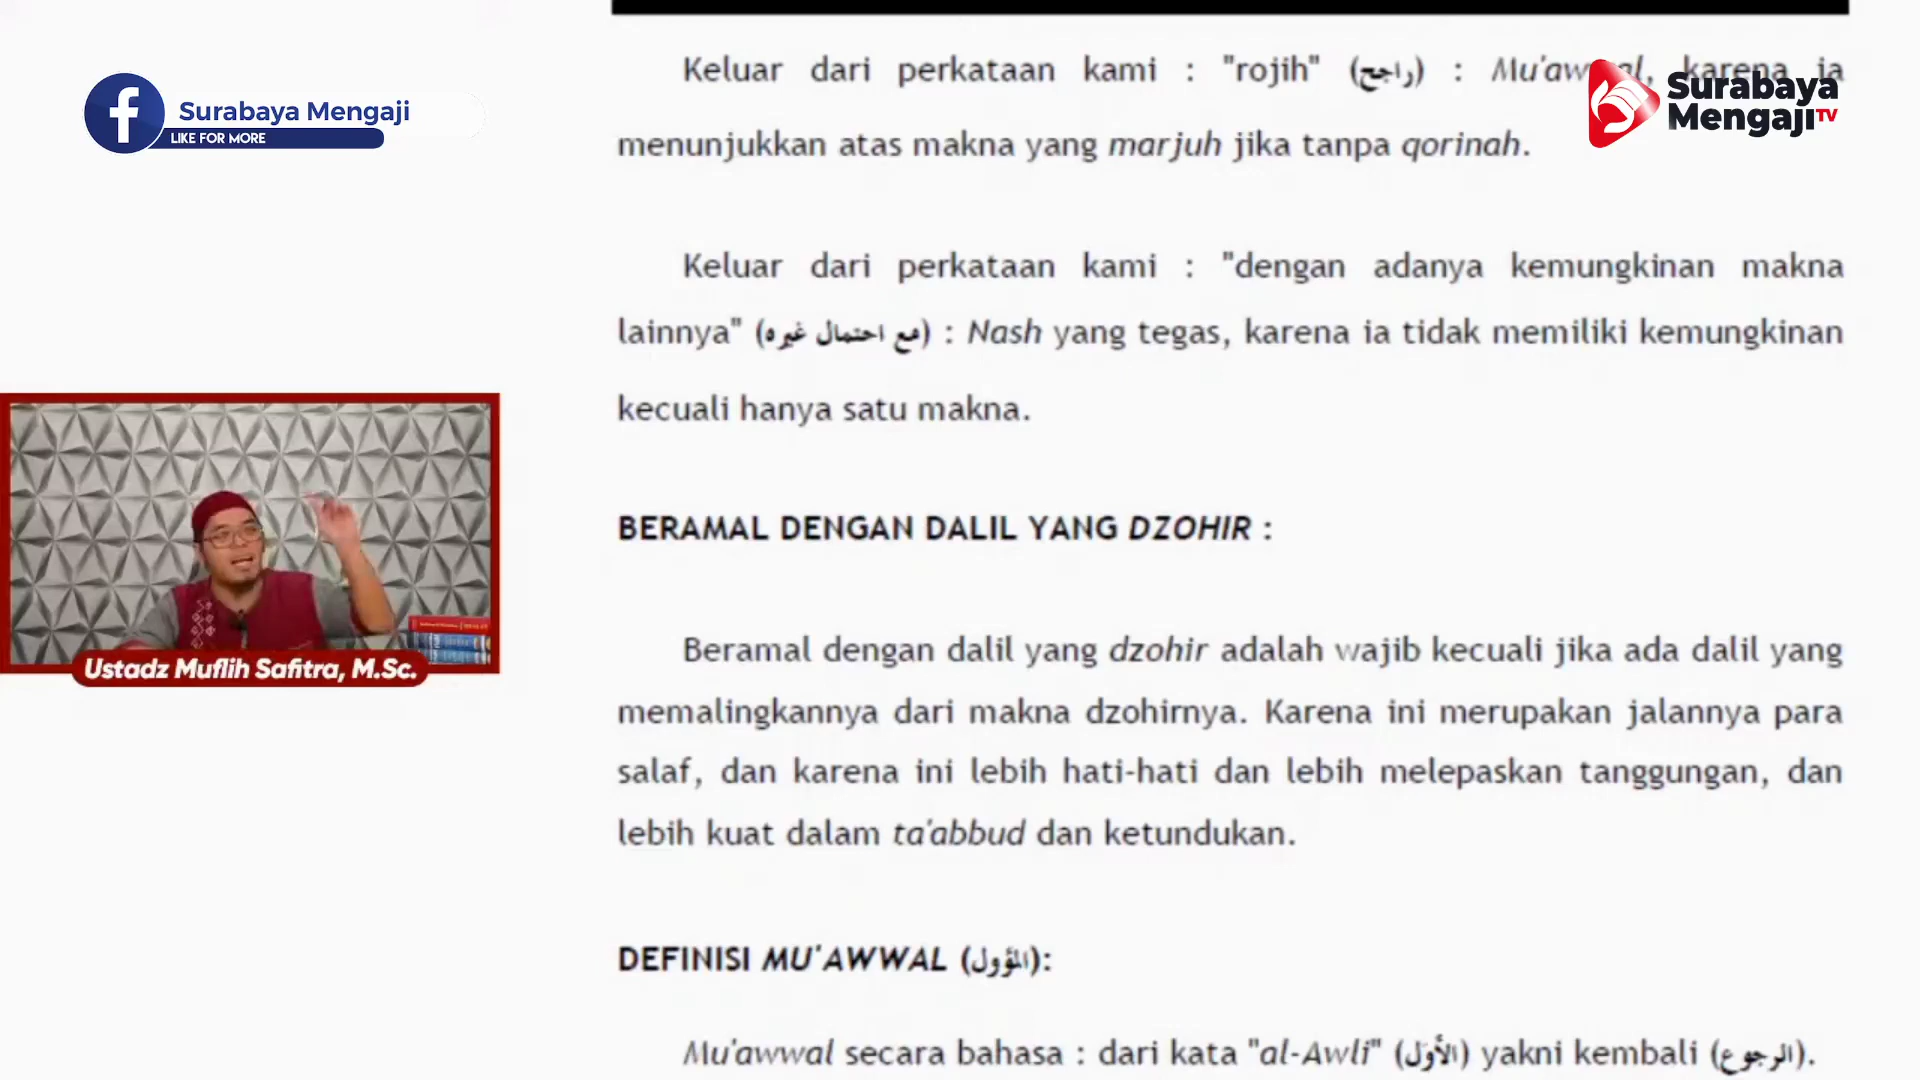 Surabaya Mengaji
LIKE FOR MORE
Surabaya
Mengaji TV
Keluar dari perkataan kami : "rojih" (راجح) : karena ia
menunjukkan atas makna yang marjuh jika tanpa qorinah.
Keluar dari perkataan kami : "dengan adanya kemungkinan makna
lainnya" (مع احتمال غيره) : Nash yang tegas, karena ia tidak memiliki kemungkinan
kecuali hanya satu makna.
BERAMAL DENGAN DALIL YANG DZOHIR :
Beramal dengan dalil yang dzohir adalah wajib kecuali jika ada dalil yang
memalingkannya dari makna dzohirnya. Karena ini merupakan jalannya para
salaf, dan karena ini lebih hati-hati dan lebih melepaskan tanggungan, dan
lebih kuat dalam ta'abbud dan ketundukan.
DEFINISI MU'AWWAL (المؤول):
Mu'awwal secara bahasa : dari kata "al-Awli" (الأَوْل) yakni kembali (الرجوع).
Ustadz Muflih Safitra, M.Sc.